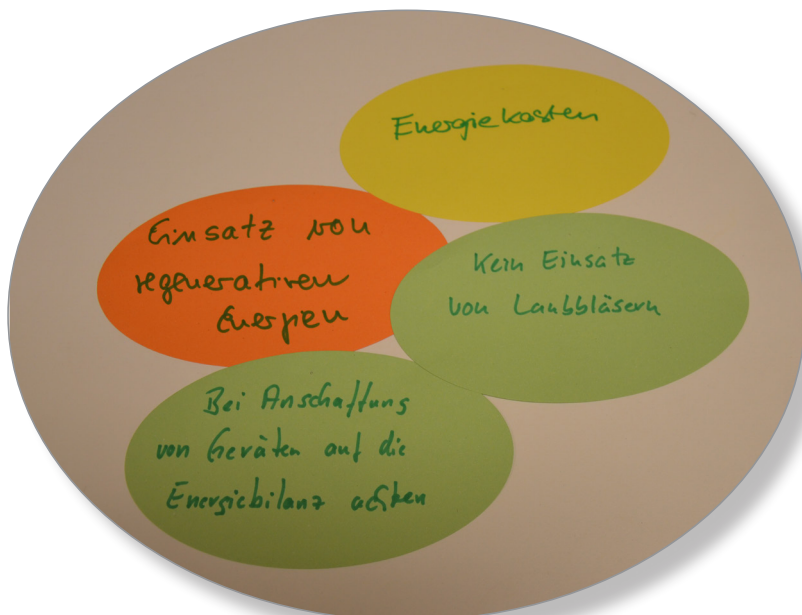 Energiekosten
Einsatz von
regenerativen
Energien
Kein Einsatz
von Laubbläsern
Bei Anschaffung
von Geräten auf die
Energiebilanz achten